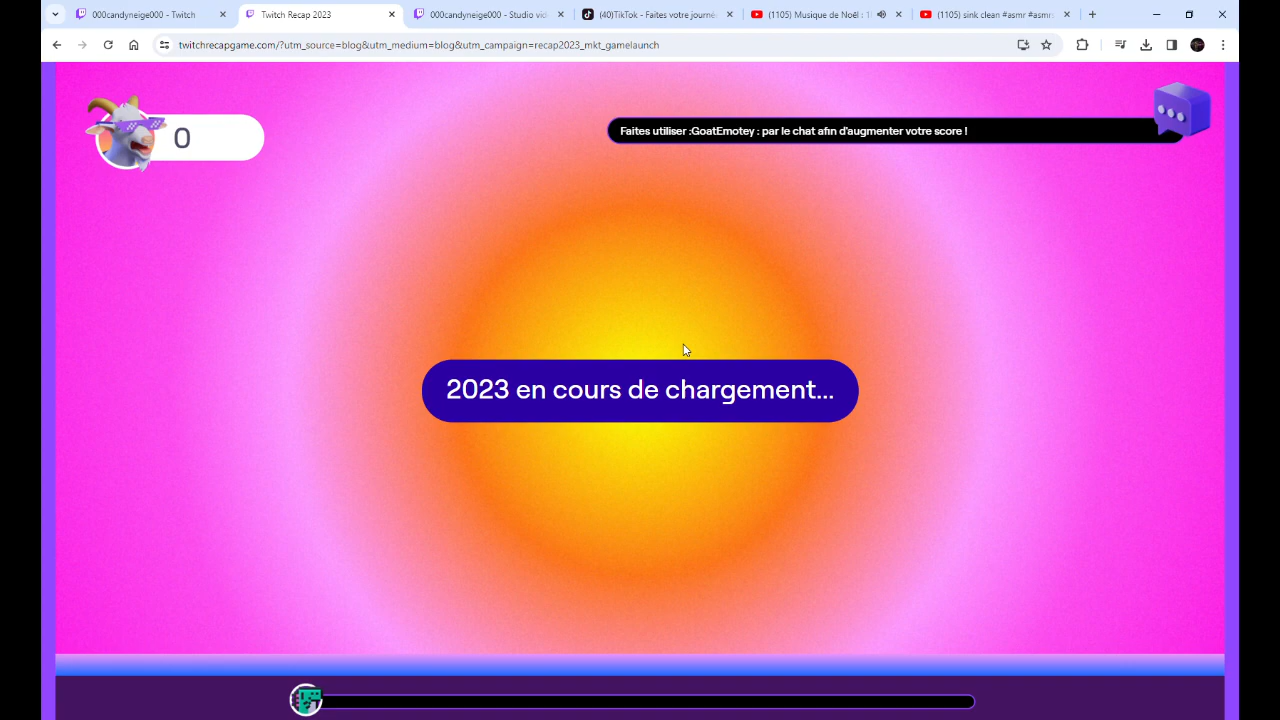 000candyneige000 - Twitch
Twitch Recap 2023
000candyneige000 - Studio vid
(40)TikTok - Faites votre journé
(1105) Musique de Noël : 1
(1105) sink clean #asmr #asmrs
twitchrecapgame.com/?utm_source=blog&utm_medium=blog&utm_campaign=recap2023_mkt_gamelaunch
0
Faites utiliser :GoatEmotey : par le chat afin d'augmenter votre score !
2023 en cours de chargement...